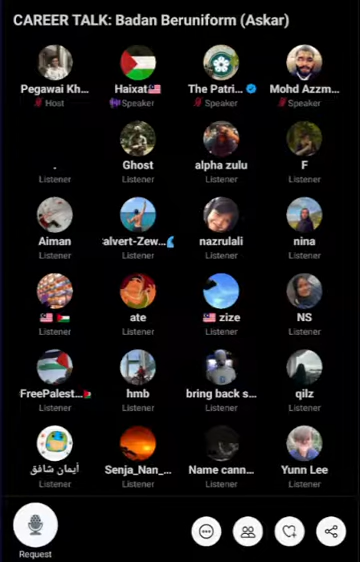 CAREER TALK: Badan Beruniform (Askar)
Pegawai Kh... Haixat🇲🇾 The Patri... Mohd Azzm...
Host Speaker Speaker Speaker
. Ghost alpha zulu F
Listener Listener Listener Listener
Aiman alvert-Zew... nazrulali nina
Listener Listener Listener Listener
🇲🇾 🇵🇸 ate 🇲🇾 zize NS
Listener Listener Listener Listener
FreePalest... hmb bring back s... qilz
Listener Listener Listener Listener
أيمان شافق Senja_Nan_... Name cann... Yunn Lee
Listener Listener Listener Listener
Request